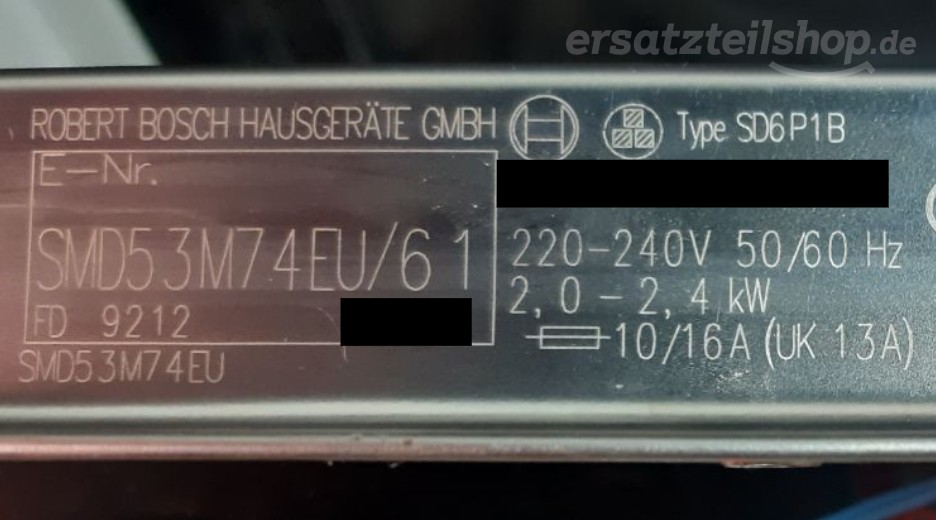 ersatzteilshop.de
ROBERT BOSCH HAUSGERÄTE GMBH Type SD6P1B
E-Nr.
SMD53M74EU/61
FD 9212
SMD53M74EU
220-240V 50/60 Hz
2,0 - 2,4 kW
10/16A (UK 13A)